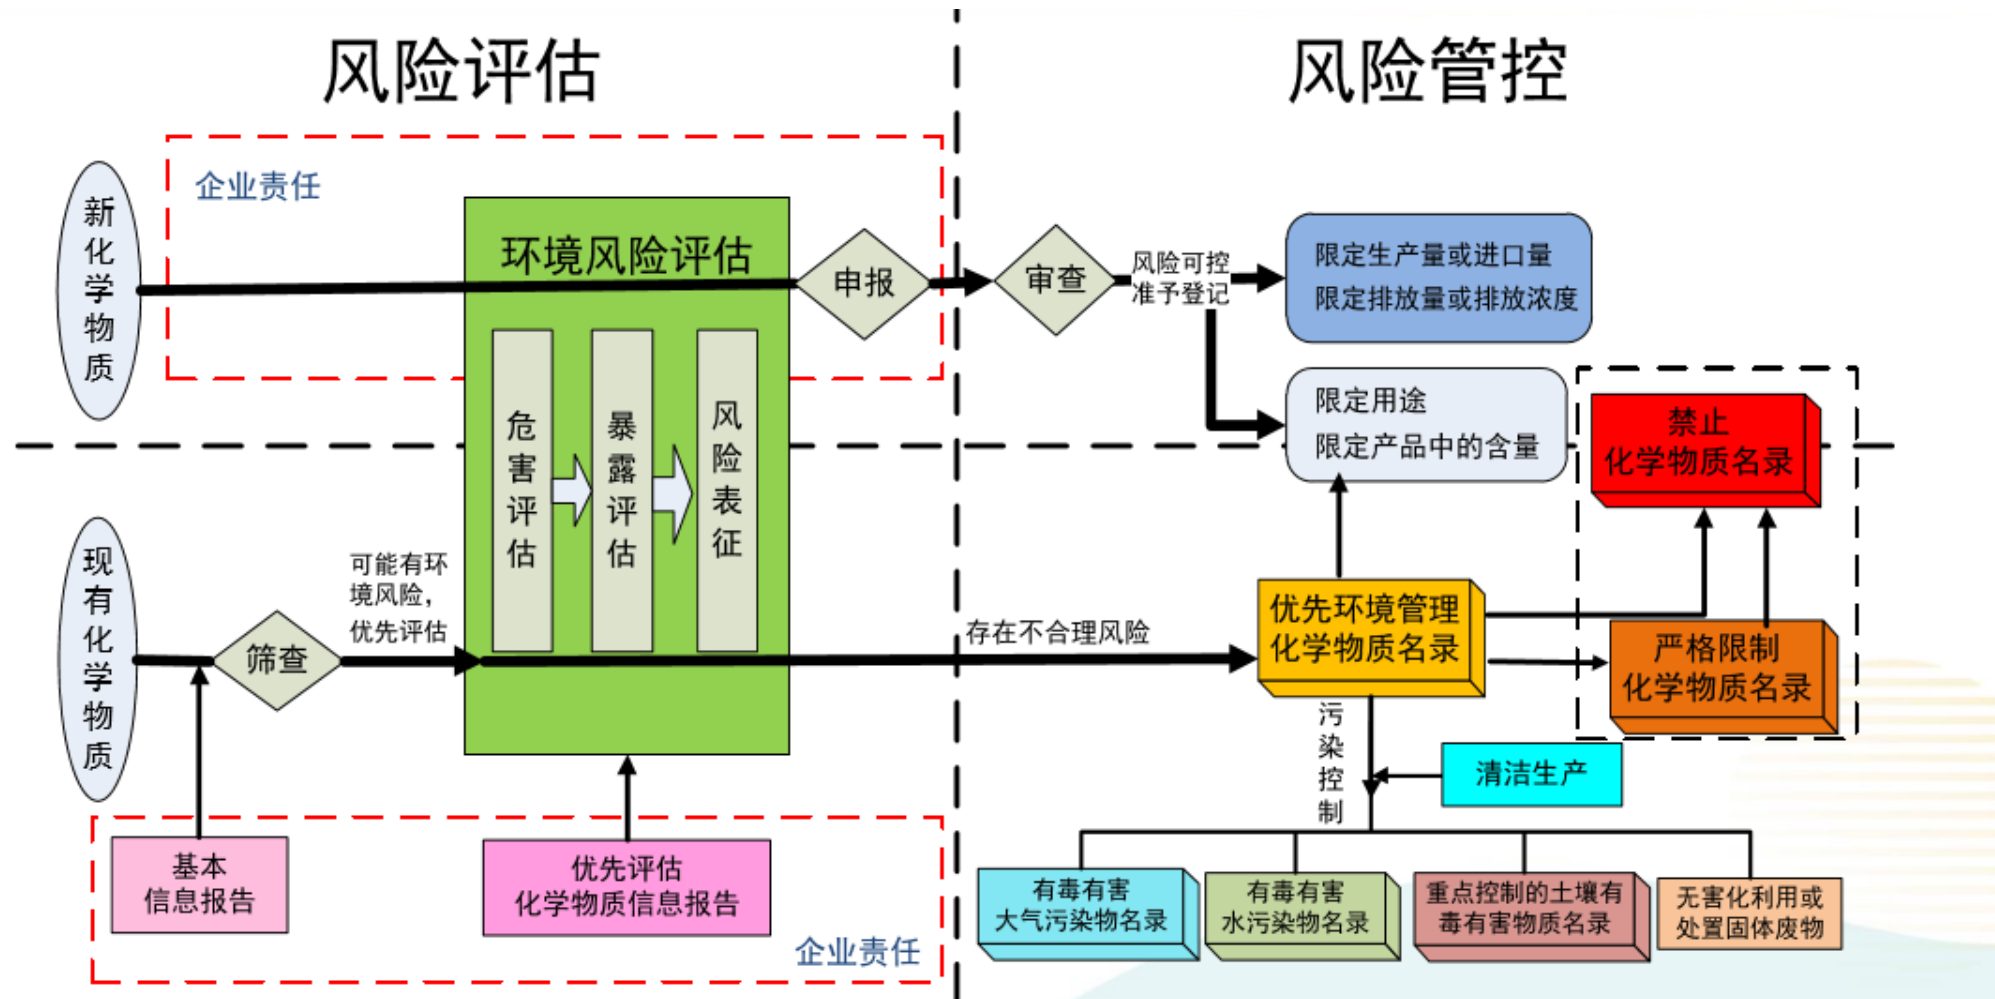 风险评估
风险管控
企业责任
新化学物质
环境风险评估
申报
审查
风险可控
准予登记
限定生产量或进口量
限定排放量或排放浓度
限定用途
限定产品中的含量
禁止
化学物质名录
危害评估
暴露评估
风险表征
现有化学物质
筛查
可能有环
境风险，
优先评估
存在不合理风险
优先环境管理
化学物质名录
严格限制
化学物质名录
污染控制
清洁生产
基本
信息报告
优先评估
化学物质信息报告
企业责任
有毒有害
大气污染物名录
有毒有害
水污染物名录
重点控制的土壤有
毒有害物质名录
无害化利用或
处置固体废物